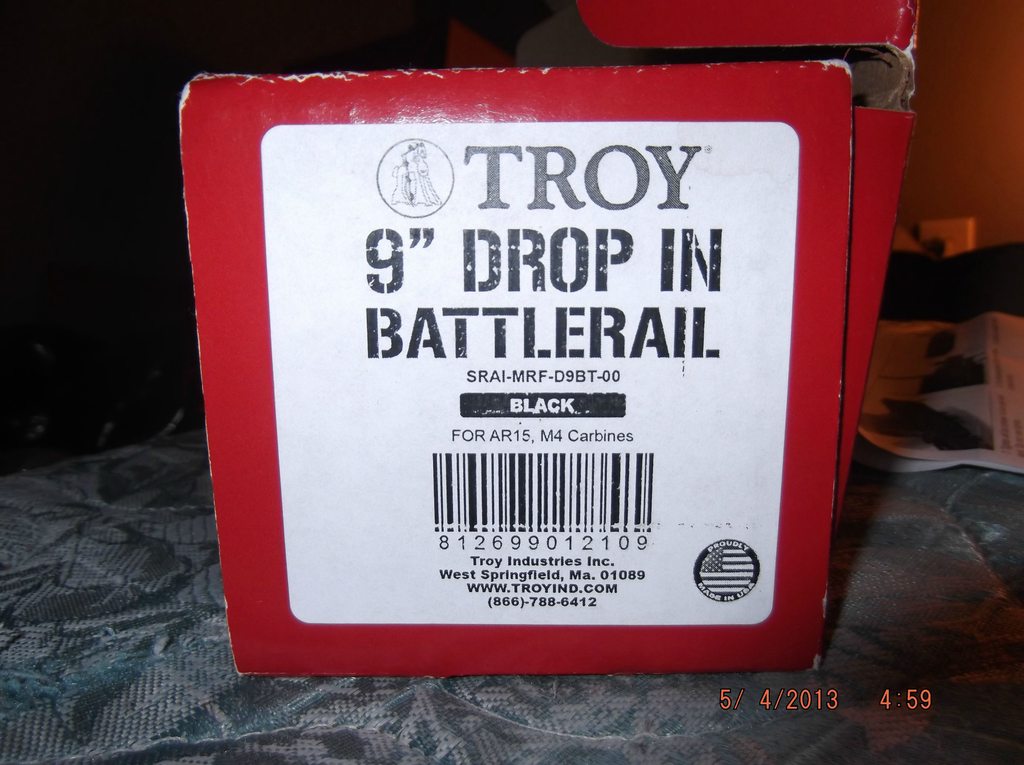 TROY
9” DROP IN
BATTLERAIL
SRAI-MRF-D9BT-00
BLACK
FOR AR15, M4 Carbines
812699012109
Troy Industries Inc.
West Springfield, Ma. 01089
WWW.TROYIND.COM
(866)-788-6412
PROUDLY
MADE IN USA
5/ 4/2013 4:59